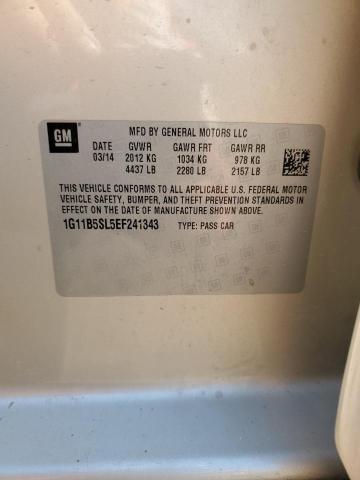 GM
MFD BY GENERAL MOTORS LLC
DATE GVWR GAWR FRT GAWR RR
03/14 2012 KG 1034 KG 978 KG
4437 LB 2280 LB 2157 LB
THIS VEHICLE CONFORMS TO ALL APPLICABLE U.S. FEDERAL MOTOR
VEHICLE SAFETY, BUMPER, AND THEFT PREVENTION STANDARDS
IN EFFECT ON THE DATE OF MANUFACTURE SHOWN ABOVE.
1G11B5SL5EF241343 TYPE: PASS CAR